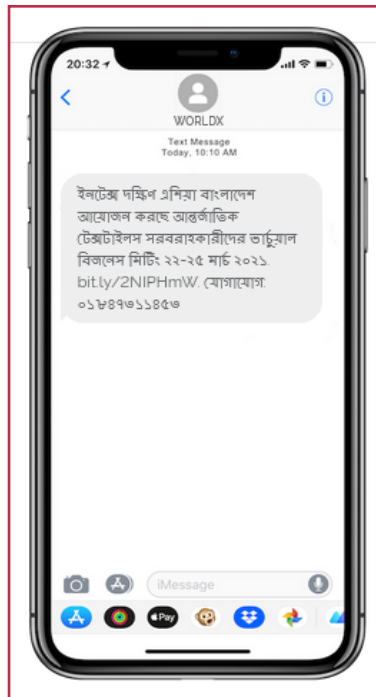 20:32
WORLDX
Text Message
Today, 10:10 AM
ইনটেক্স দক্ষিণ এশিয়া বাংলাদেশ
আয়োজন করছে আন্তর্জাতিক
টেক্সটাইলস সরবরাহকারীদের ভার্চুয়াল
বিজনেস মিটিং ২২-২৫ মার্চ ২০২১.
bit.ly/2NIPHmW. যোগাযোগ:
০১৮৪৭৩১১৪৫৩
iMessage
Pay